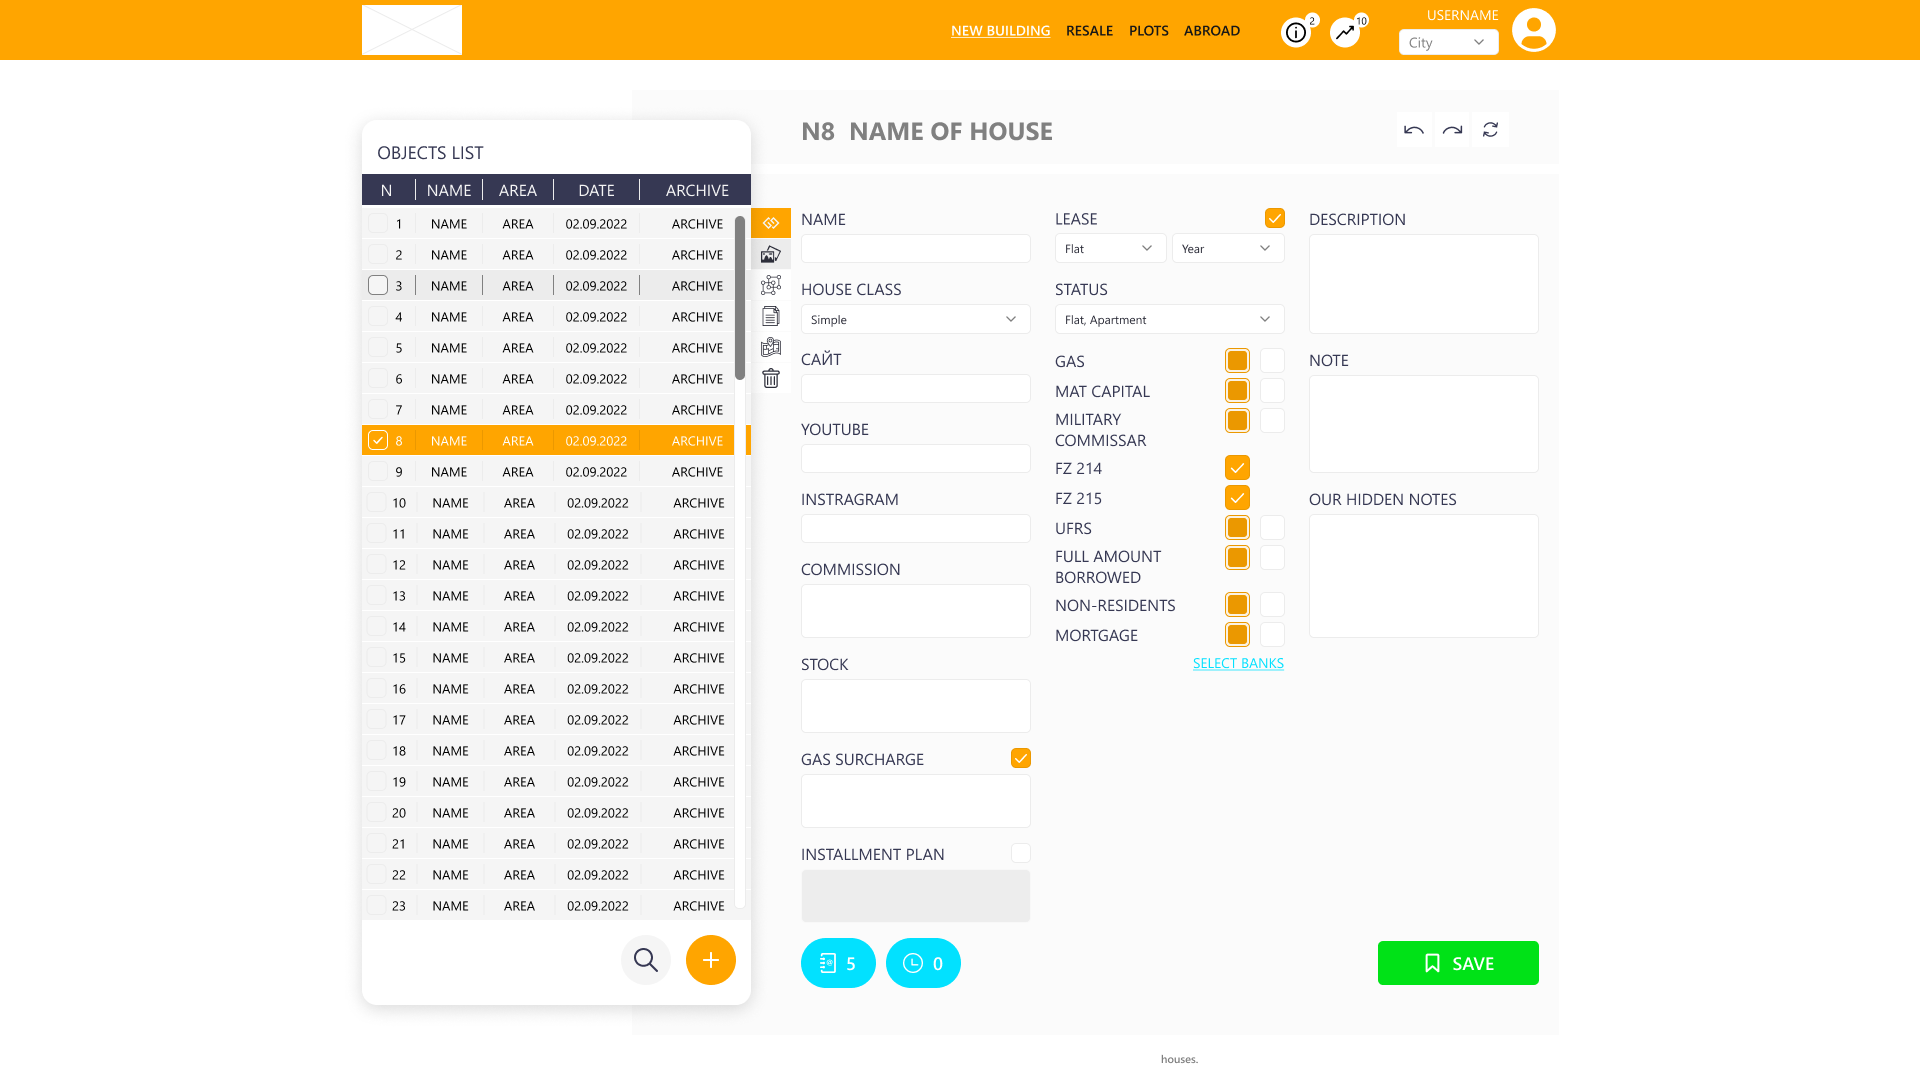 NEW BUILDING RESALE PLOTS ABROAD 2 10 USERNAME
City
N8 NAME OF HOUSE
OBJECTS LIST
N NAME AREA DATE ARCHIVE
1 NAME AREA 02.09.2022 ARCHIVE
2 NAME AREA 02.09.2022 ARCHIVE
3 NAME AREA 02.09.2022 ARCHIVE
4 NAME AREA 02.09.2022 ARCHIVE
5 NAME AREA 02.09.2022 ARCHIVE
6 NAME AREA 02.09.2022 ARCHIVE
7 NAME AREA 02.09.2022 ARCHIVE
8 NAME AREA 02.09.2022 ARCHIVE
9 NAME AREA 02.09.2022 ARCHIVE
10 NAME AREA 02.09.2022 ARCHIVE
11 NAME AREA 02.09.2022 ARCHIVE
12 NAME AREA 02.09.2022 ARCHIVE
13 NAME AREA 02.09.2022 ARCHIVE
14 NAME AREA 02.09.2022 ARCHIVE
15 NAME AREA 02.09.2022 ARCHIVE
16 NAME AREA 02.09.2022 ARCHIVE
17 NAME AREA 02.09.2022 ARCHIVE
18 NAME AREA 02.09.2022 ARCHIVE
19 NAME AREA 02.09.2022 ARCHIVE
20 NAME AREA 02.09.2022 ARCHIVE
21 NAME AREA 02.09.2022 ARCHIVE
22 NAME AREA 02.09.2022 ARCHIVE
23 NAME AREA 02.09.2022 ARCHIVE
NAME
HOUSE CLASS
Simple
САЙТ
YOUTUBE
INSTRAGRAM
COMMISSION
STOCK
GAS SURCHARGE
INSTALLMENT PLAN
5 0
LEASE
Flat Year
STATUS
Flat, Apartment
GAS
MAT CAPITAL
MILITARY
COMMISSAR
FZ 214
FZ 215
UFRS
FULL AMOUNT
BORROWED
NON-RESIDENTS
MORTGAGE
SELECT BANKS
DESCRIPTION
NOTE
OUR HIDDEN NOTES
SAVE
houses.